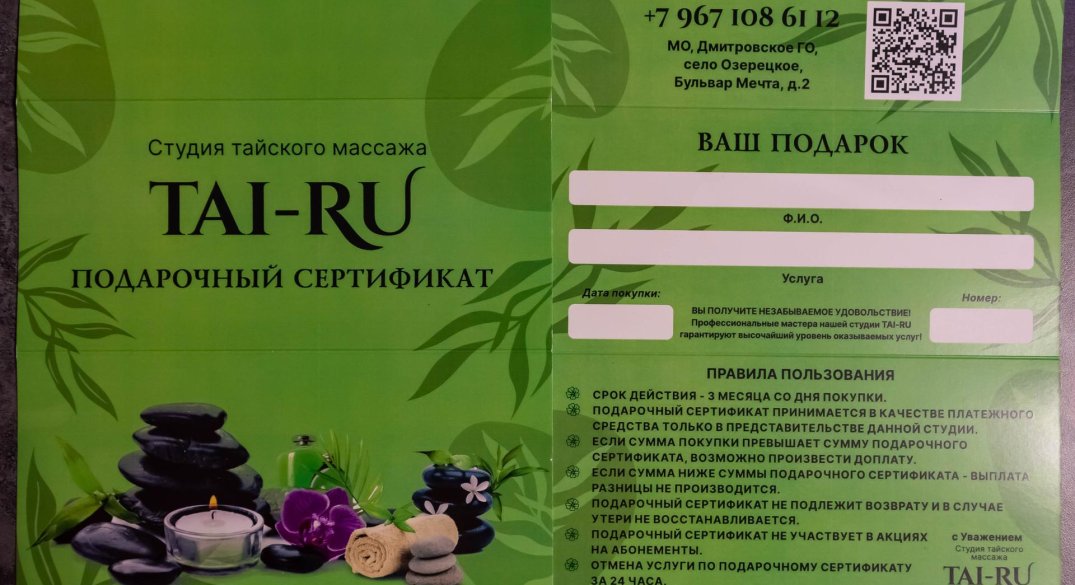 Студия тайского массажа
TAI-RU
ПОДАРОЧНЫЙ СЕРТИФИКАТ
+7 967 108 61 12
МО, Дмитровское ГО,
село Озерецкое,
Бульвар Мечта, д.2
ВАШ ПОДАРОК
Ф.И.О.
Услуга
Дата покупки:
Номер:
ВЫ ПОЛУЧИТЕ НЕЗАБЫВАЕМОЕ УДОВОЛЬСТВИЕ!
Профессиональные мастера нашей студии TAI-RU
гарантируют высочайший уровень оказываемых услуг!
ПРАВИЛА ПОЛЬЗОВАНИЯ
СРОК ДЕЙСТВИЯ - 3 МЕСЯЦА СО ДНЯ ПОКУПКИ.
ПОДАРОЧНЫЙ СЕРТИФИКАТ ПРИНИМАЕТСЯ В КАЧЕСТВЕ ПЛАТЕЖНОГО
СРЕДСТВА ТОЛЬКО В ПРЕДСТАВИТЕЛЬСТВЕ ДАННОЙ СТУДИИ.
ЕСЛИ СУММА ПОКУПКИ ПРЕВЫШАЕТ СУММУ ПОДАРОЧНОГО
СЕРТИФИКАТА, ВОЗМОЖНО ПРОИЗВЕСТИ ДОПЛАТУ.
ЕСЛИ СУММА НИЖЕ СУММЫ ПОДАРОЧНОГО СЕРТИФИКАТА - ВЫПЛАТА
РАЗНИЦЫ НЕ ПРОИЗВОДИТСЯ.
ПОДАРОЧНЫЙ СЕРТИФИКАТ НЕ ПОДЛЕЖИТ ВОЗВРАТУ И В СЛУЧАЕ
УТЕРИ НЕ ВОССТАНАВЛИВАЕТСЯ.
ПОДАРОЧНЫЙ СЕРТИФИКАТ НЕ УЧАСТВУЕТ В АКЦИЯХ
НА АБОНЕМЕНТЫ.
ОТМЕНА УСЛУГИ ПО ПОДАРОЧНОМУ СЕРТИФИКАТУ
ЗА 24 ЧАСА.
с Уважением
Студия тайского
массажа
TAI-RU